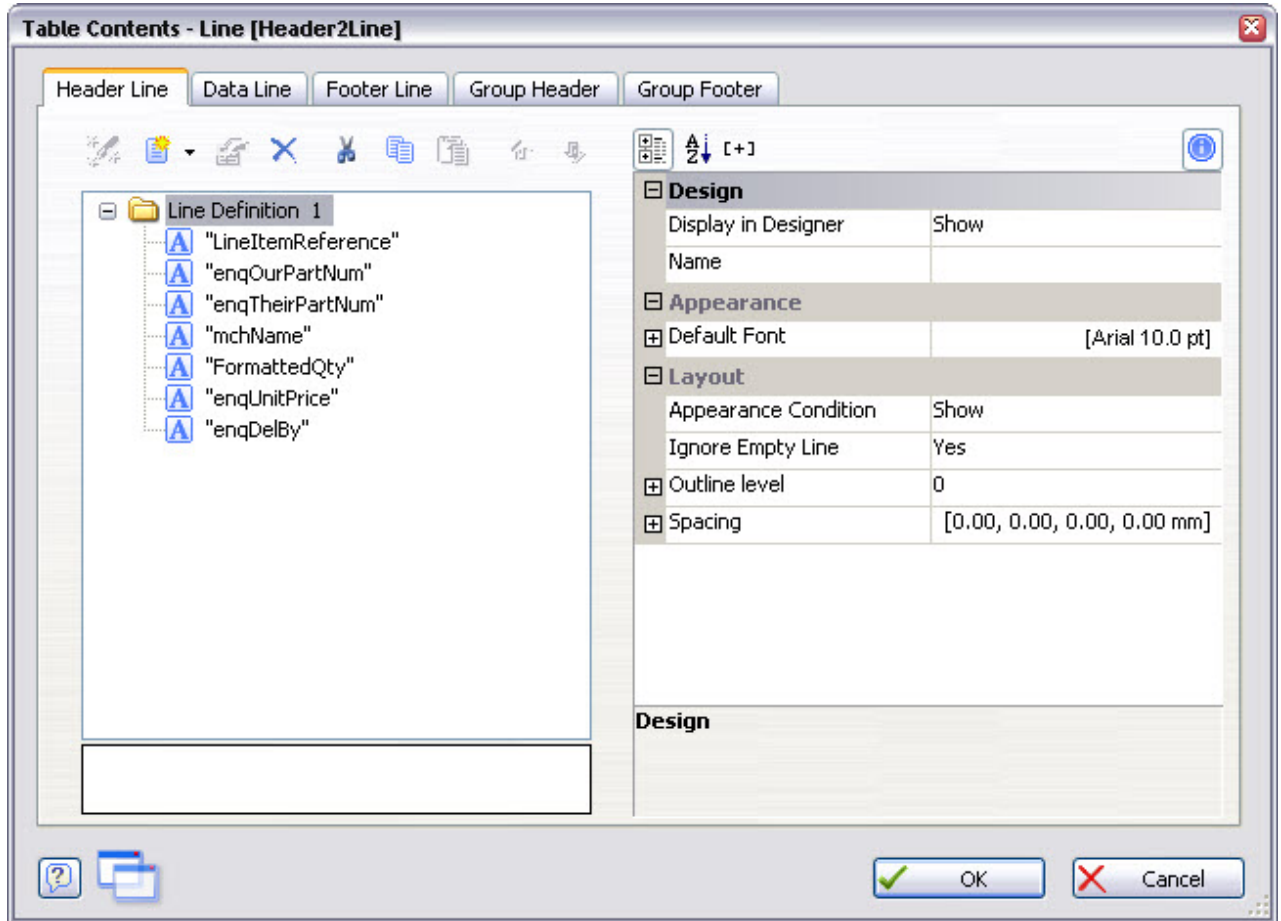 Table Contents - Line [Header2Line]
Header Line Data Line Footer Line Group Header Group Footer
A Z [+]
Line Definition 1
A "LineItemReference"
A "enqOurPartNum"
A "enqTheirPartNum"
A "mchName"
A "FormattedQty"
A "enqUnitPrice"
A "enqDelBy"
Design
Display in Designer Show
Name
Appearance
Default Font [Arial 10.0 pt]
Layout
Appearance Condition Show
Ignore Empty Line Yes
Outline level 0
Spacing [0.00, 0.00, 0.00, 0.00 mm]
Design
? OK Cancel